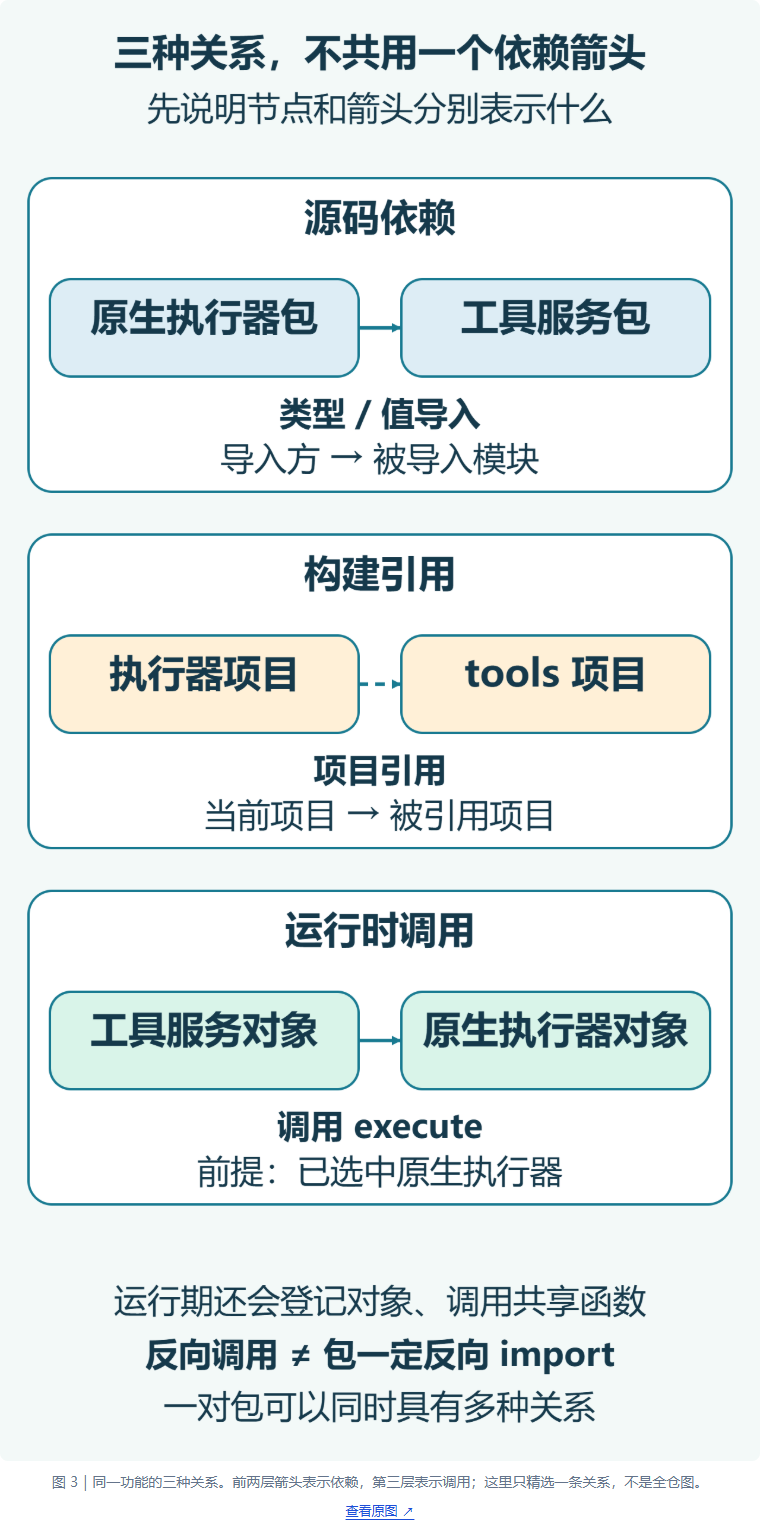 三种关系，不共用一个依赖箭头
先说明节点和箭头分别表示什么
源码依赖
原生执行器包
工具服务包
类型 / 值导入
导入方 → 被导入模块
构建引用
执行器项目
tools 项目
项目引用
当前项目 → 被引用项目
运行时调用
工具服务对象
原生执行器对象
调用 execute
前提：已选中原生执行器
运行期还会登记对象、调用共享函数
反向调用 ≠ 包一定反向 import
一对包可以同时具有多种关系
图 3｜同一功能的三种关系。前两层箭头表示依赖，第三层表示调用；这里只精选一条关系，不是全仓图。
查看原图 ↗